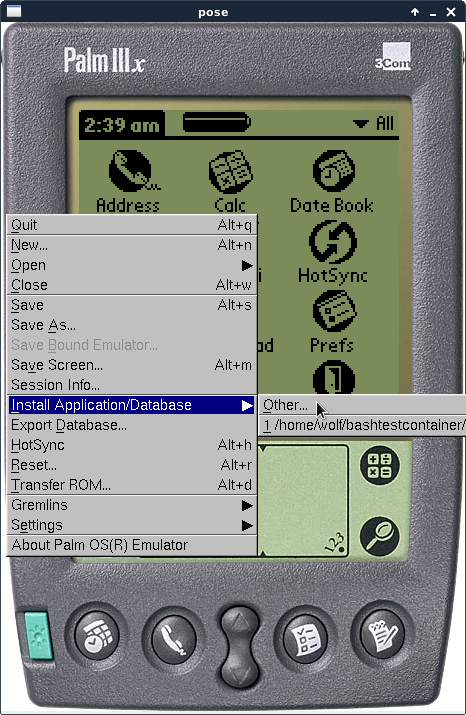 pose
Palm IIIx
3Com
2:39 am
All
Address
Calc
Date Book
HotSync
Prefs
Quit Alt+q
New... Alt+n
Open
Close Alt+w
Save Alt+s
Save As...
Save Bound Emulator...
Save Screen... Alt+m
Session Info...
Install Application/Database
Other...
1 /home/wolf/bashtestcontainer/
Export Database...
HotSync Alt+h
Reset... Alt+r
Transfer ROM... Alt+d
Gremlins
Settings
About Palm OS(R) Emulator
123